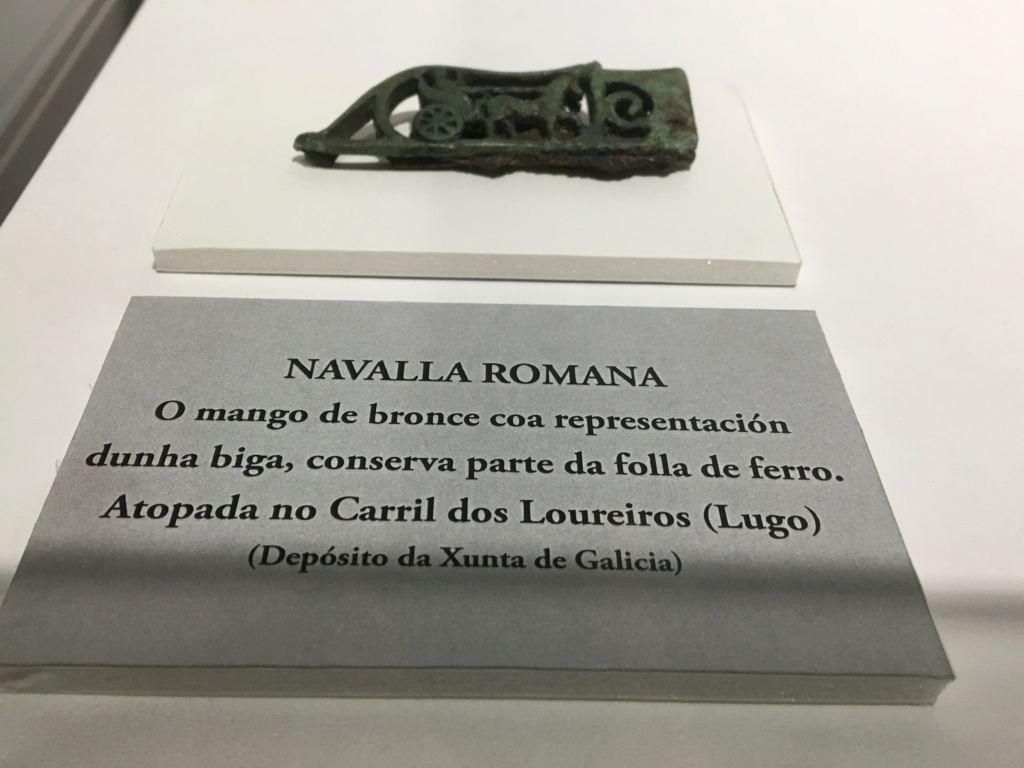 NAVALLA ROMANA
O mango de bronce coa representación
dunha biga, conserva parte da folla de ferro.
Atopada no Carril dos Loureiros (Lugo)
(Depósito da Xunta de Galicia)